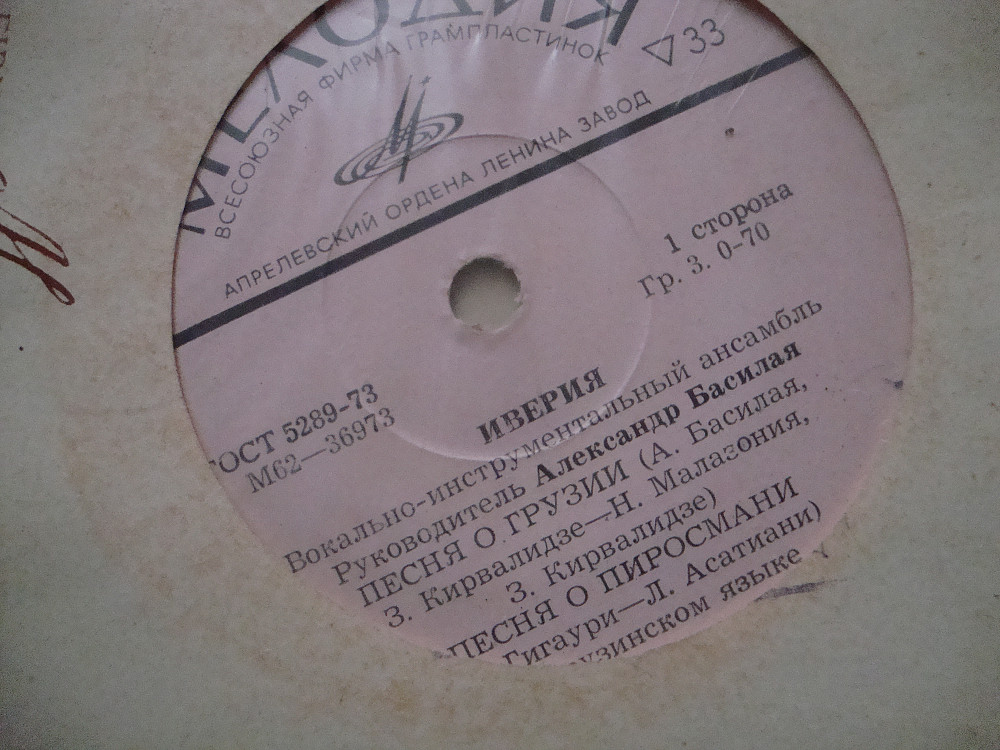 МЕЛОДИЯ
ВСЕСОЮЗНАЯ ФИРМА ГРАМПЛАСТИНОК
33
АПРЕЛЕВСКИЙ ОРДЕНА ЛЕНИНА ЗАВОД
1 сторона
Гр. 3. 0-70
ГОСТ 5289-73
М62—36973
ИВЕРИЯ
Вокально-инструментальный ансамбль
Руководитель Александр Басилая
ПЕСНЯ О ГРУЗИИ (А. Басилая,
З. Кирвалидзе—Н. Малазония,
З. Кирвалидзе)
ПЕСНЯ О ПИРОСМАНИ
Гигаури—Л. Асатиани)
узинском языке